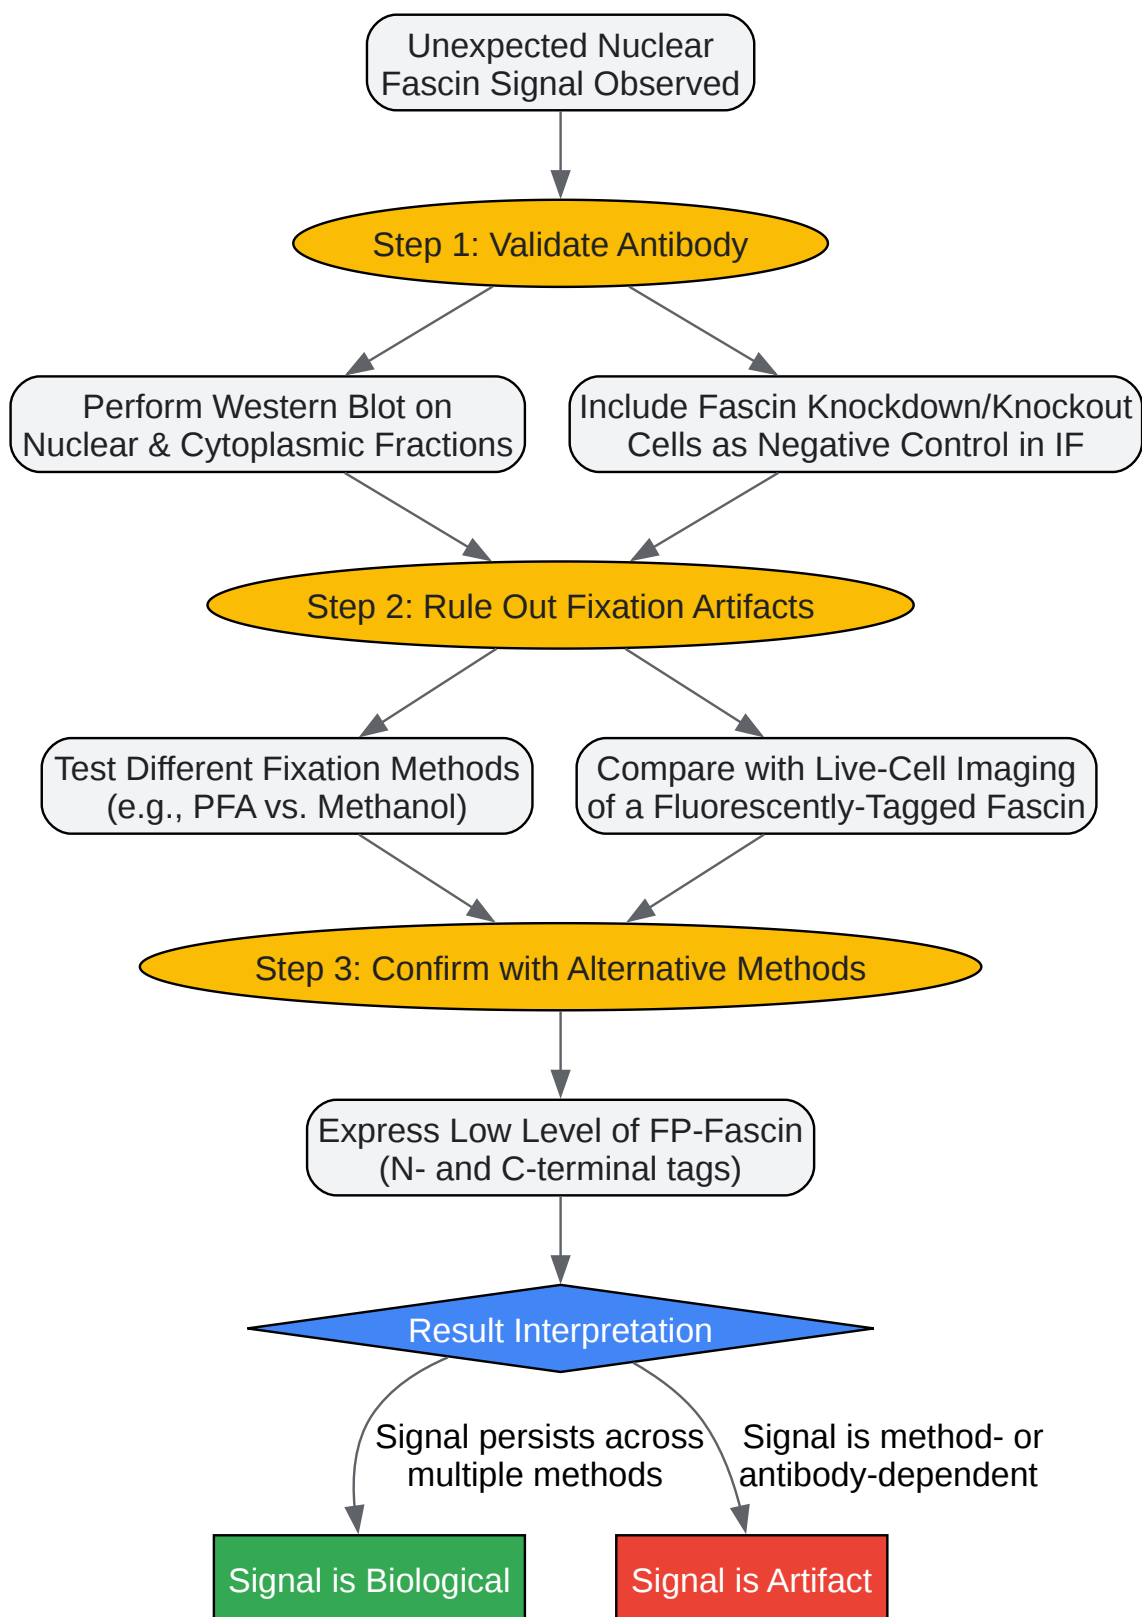 Unexpected Nuclear
Fascin Signal Observed
Step 1: Validate Antibody
Perform Western Blot on
Nuclear & Cytoplasmic Fractions
Include Fascin Knockdown/Knockout
Cells as Negative Control in IF
Step 2: Rule Out Fixation Artifacts
Test Different Fixation Methods
(e.g., PFA vs. Methanol)
Compare with Live-Cell Imaging
of a Fluorescently-Tagged Fascin
Step 3: Confirm with Alternative Methods
Express Low Level of FP-Fascin
(N- and C-terminal tags)
Result Interpretation
Signal persists across
multiple methods
Signal is method- or
antibody-dependent
Signal is Biological
Signal is Artifact